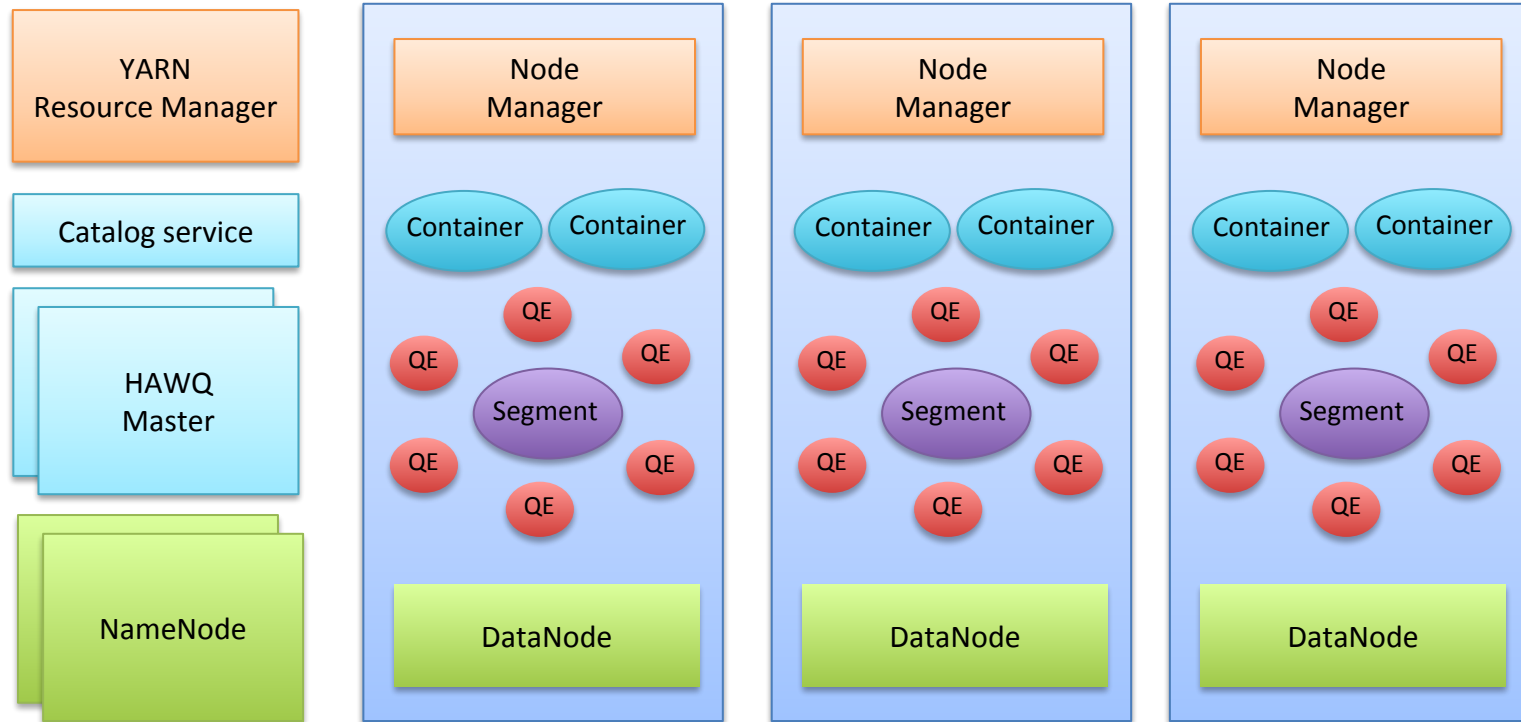 YARN
Resource Manager
Catalog service
HAWQ
Master
NameNode
Node
Manager
Container
Container
QE
QE
QE
Segment
QE
QE
QE
DataNode
Node
Manager
Container
Container
QE
QE
QE
Segment
QE
QE
QE
DataNode
Node
Manager
Container
Container
QE
QE
QE
Segment
QE
QE
QE
DataNode